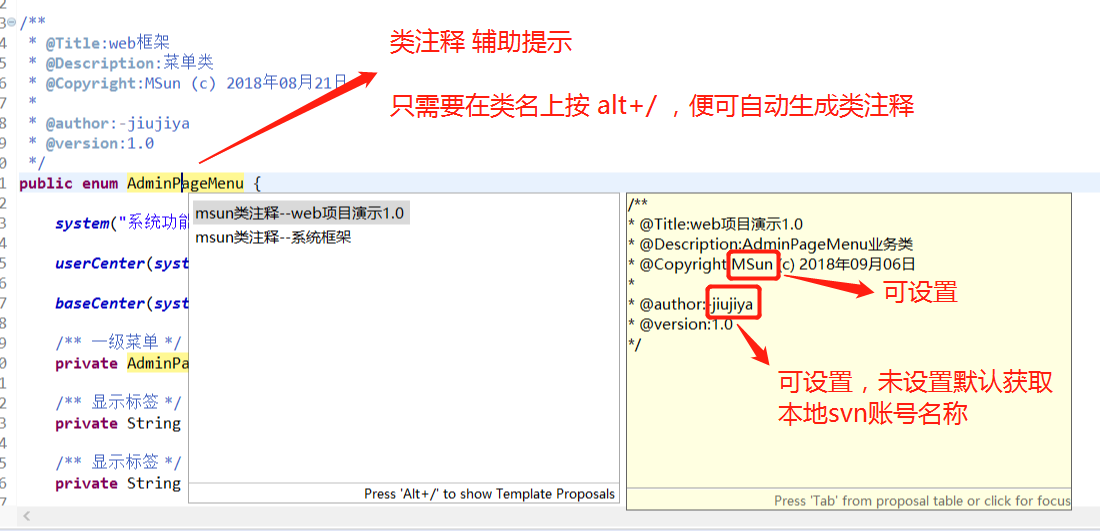 2
3 /**
4 * @Title:web框架
5 * @Description:菜单类
6 * @Copyright:MSun (c) 2018年08月21日
7 *
8 * @author:-jiujiya
9 * @version:1.0
0 */
1 public enum AdminPageMenu {
2
3 system("系统功能
4
5 userCenter(syst
6
7 baseCenter(syst
8
9 /** 一级菜单 */
0 private AdminPa
1
2 /** 显示标签 */
3 private String
4
5 /** 显示标签 */
6 private String
7
类注释 辅助提示
只需要在类名上按 alt+/ ，便可自动生成类注释
msun类注释--web项目演示1.0
msun类注释--系统框架
Press 'Alt+/' to show Template Proposals
/**
* @Title:web项目演示1.0
* @Description:AdminPageMenu业务类
* @Copyright:MSun (c) 2018年09月06日
*
* @author:-jiujiya
* @version:1.0
*/
可设置
可设置，未设置默认获取
本地svn账号名称
Press 'Tab' from proposal table or click for focus